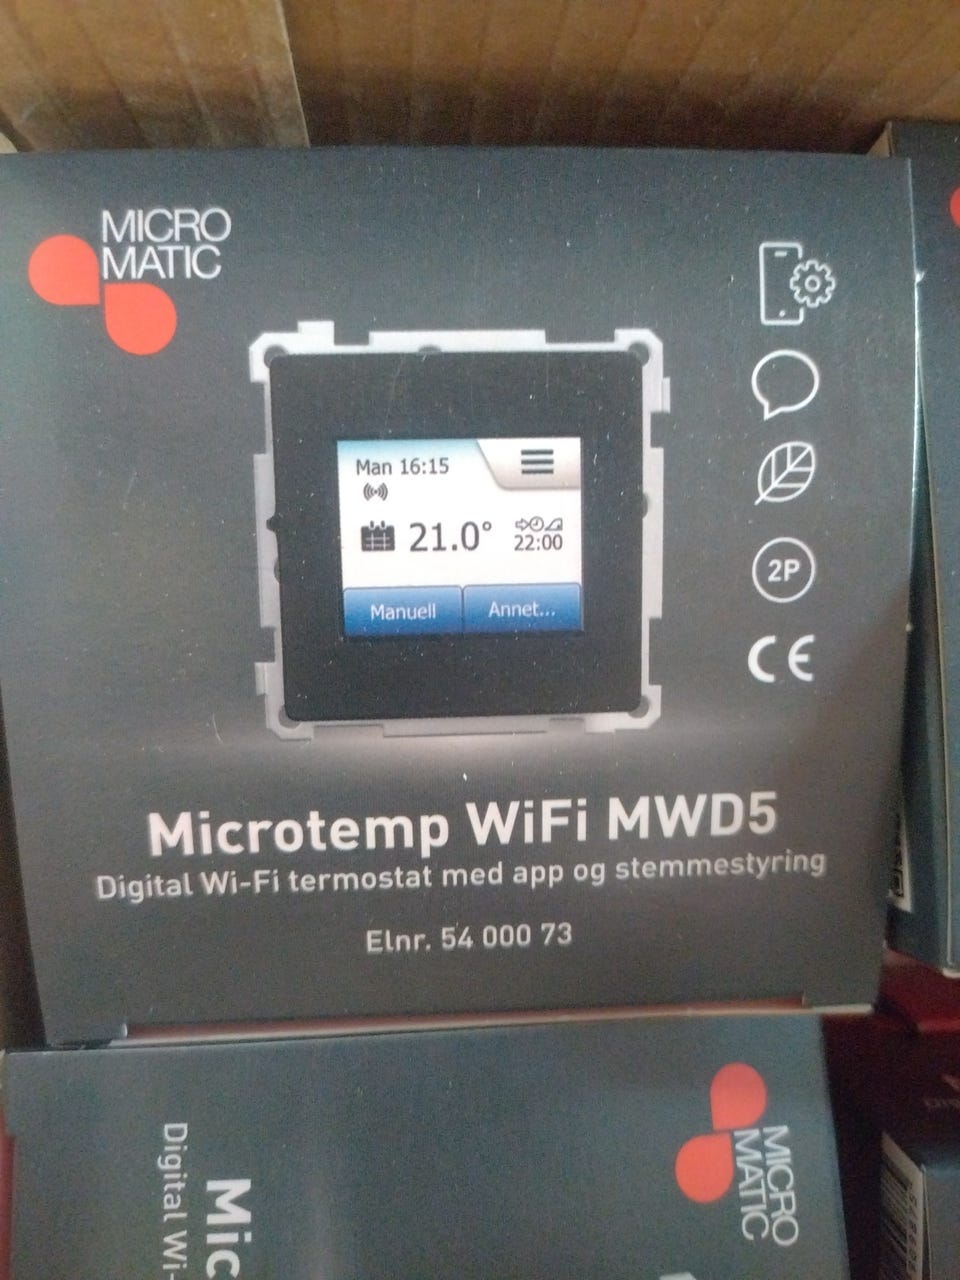 MICRO
MATIC
Man 16:15
21.0°
22:00
Manuell
Annet...
2P
CE
Microtemp WiFi MWD5
Digital Wi-Fi termostat med app og stemmestyring
Elnr. 54 000 73
MICRO
MATIC
Mic
Digital Wi-